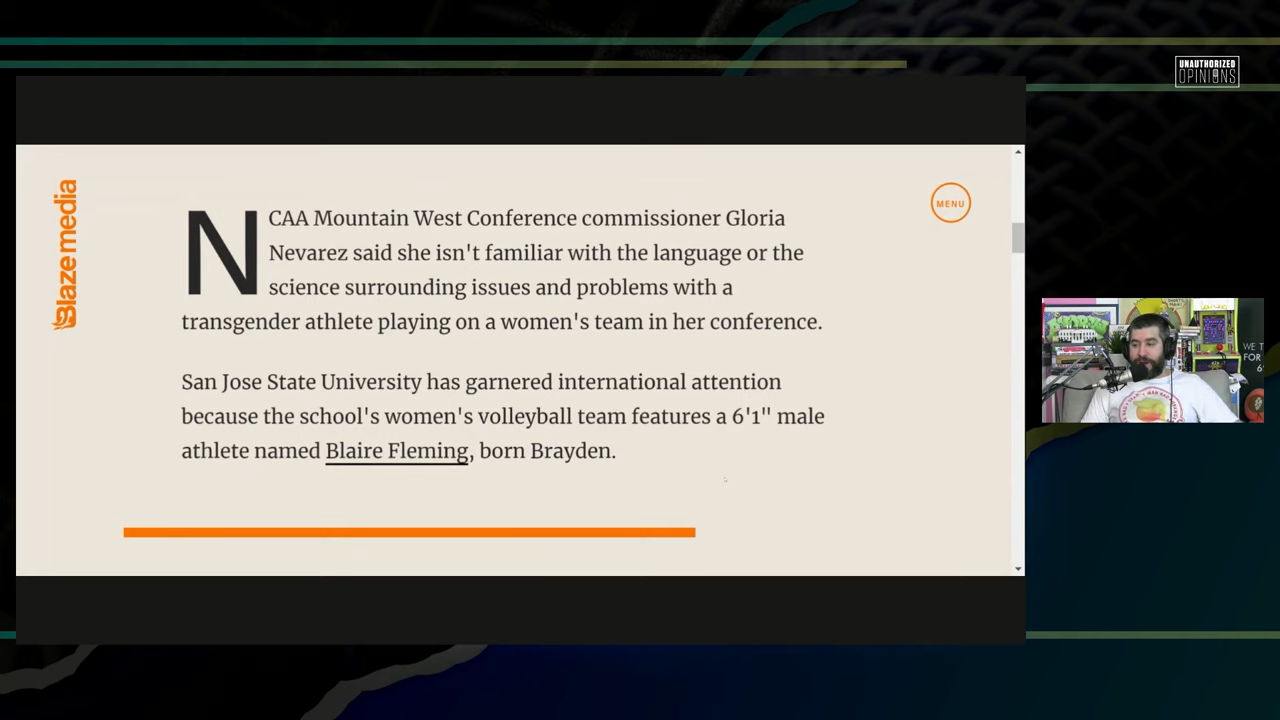 UNAUTHORIZED
OPINIONS
Blaze media
MENU
NCAA Mountain West Conference commissioner Gloria
Nevarez said she isn't familiar with the language or the
science surrounding issues and problems with a
transgender athlete playing on a women's team in her conference.
San Jose State University has garnered international attention
because the school's women's volleyball team features a 6'1" male
athlete named Blaire Fleming, born Brayden.
WE T
FOR
6